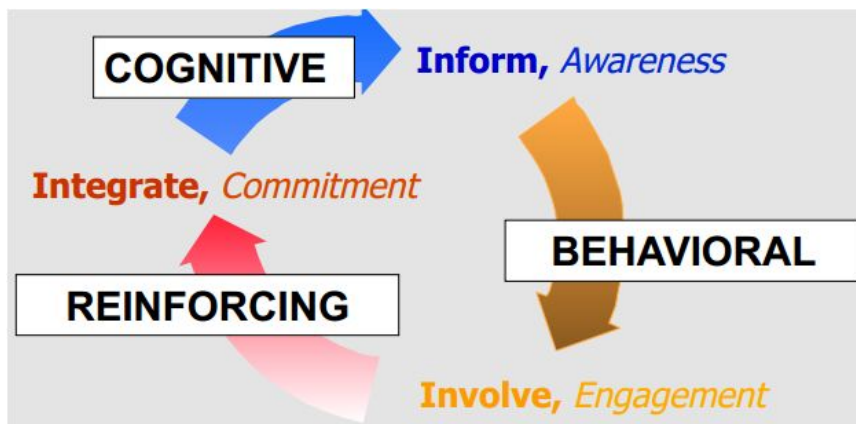 COGNITIVE
Inform, Awareness
Integrate, Commitment
BEHAVIORAL
REINFORCING
Involve, Engagement